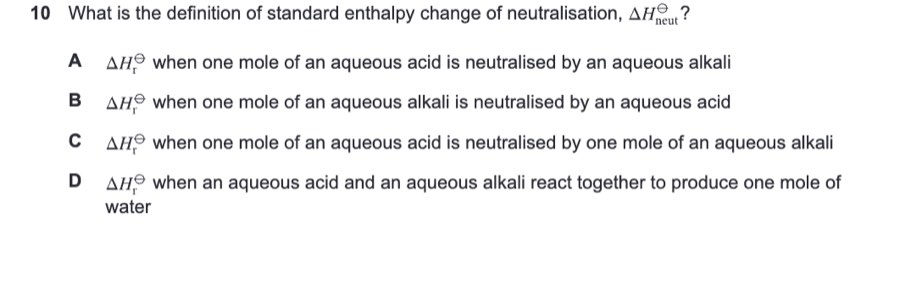 10 What is the definition of standard enthalpy change of neutralisation, ΔH⦵neut?
A ΔH⦵r when one mole of an aqueous acid is neutralised by an aqueous alkali
B ΔH⦵r when one mole of an aqueous alkali is neutralised by an aqueous acid
C ΔH⦵r when one mole of an aqueous acid is neutralised by one mole of an aqueous alkali
D ΔH⦵r when an aqueous acid and an aqueous alkali react together to produce one mole of
water